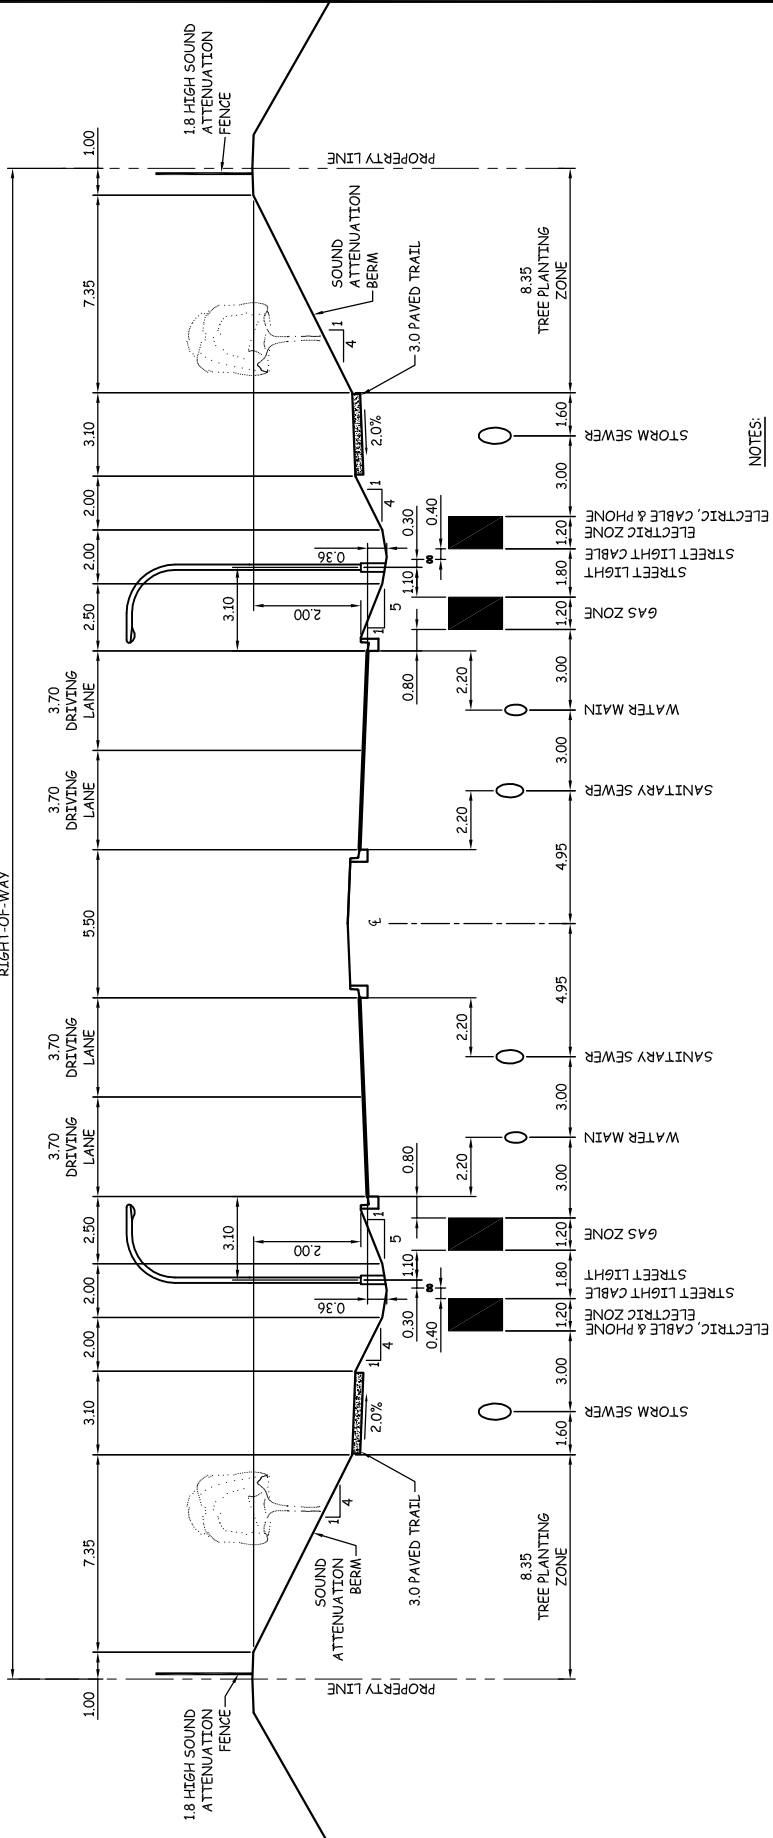 RIGHT-OF-WAY
1.00
7.35
3.10
2.00
2.00
2.50
3.70
DRIVING
LANE
3.70
DRIVING
LANE
5.50
3.70
DRIVING
LANE
3.70
DRIVING
LANE
2.50
2.00
2.00
3.10
7.35
1.00
1.8 HIGH SOUND
ATTENUATION
FENCE
1.8 HIGH SOUND
ATTENUATION
FENCE
3.10
2.00
0.36
3.10
2.00
0.36
PROPERTY LINE
SOUND
ATTENUATION
BERM
1
4
3.0 PAVED TRAIL
2.0%
1
4
1
5
℄
1
5
1
4
2.0%
3.0 PAVED TRAIL
1
4
SOUND
ATTENUATION
BERM
PROPERTY LINE
0.30
0.40
1.10
0.80
2.20
2.20
2.20
2.20
0.80
1.10
0.30
0.40
8.35
TREE PLANTING
ZONE
1.60
3.00
1.20
1.80
1.20
3.00
3.00
4.95
4.95
3.00
3.00
1.20
1.80
1.20
3.00
1.60
8.35
TREE PLANTING
ZONE
STORM SEWER
ELECTRIC, CABLE & PHONE
ELECTRIC ZONE
STREET LIGHT CABLE
STREET LIGHT
GAS ZONE
WATER MAIN
SANITARY SEWER
SANITARY SEWER
WATER MAIN
GAS ZONE
STREET LIGHT
STREET LIGHT CABLE
ELECTRIC ZONE
ELECTRIC, CABLE & PHONE
STORM SEWER
NOTES: